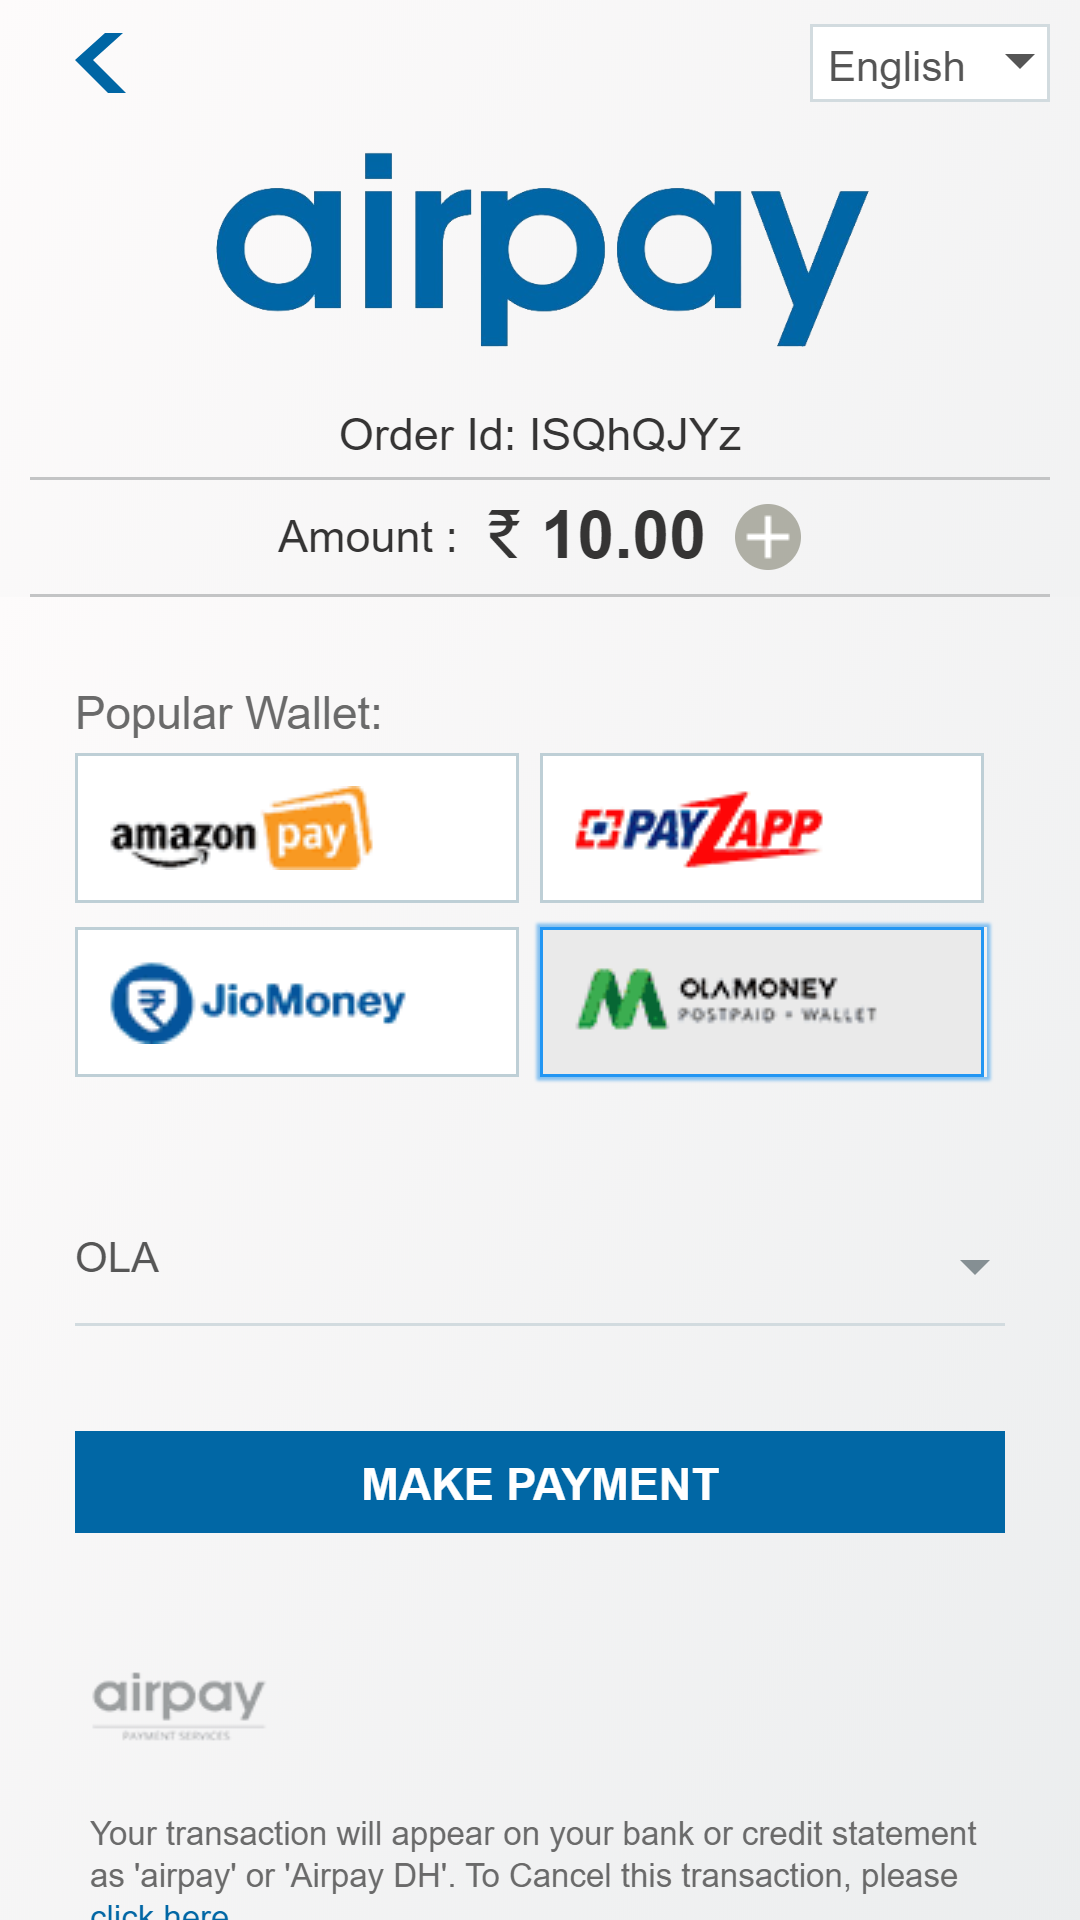 English
airpay
Order Id: ISQhQJYz
Amount : ₹ 10.00
Popular Wallet:
amazon pay
PAYZAPP
JioMoney
OLAMONEY
POSTPAID • WALLET
OLA
MAKE PAYMENT
airpay
PAYMENT SERVICES
Your transaction will appear on your bank or credit statement
as 'airpay' or 'Airpay DH'. To Cancel this transaction, please
click here